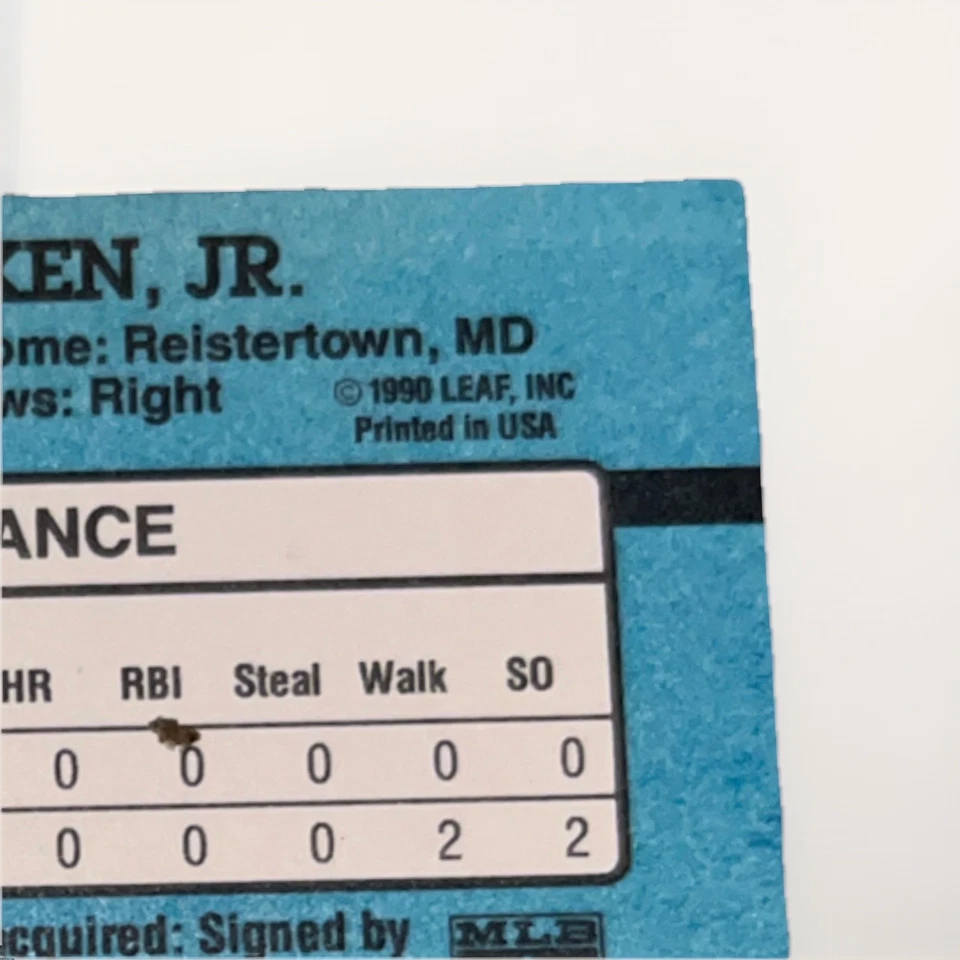 KEN, JR.
ome: Reistertown, MD
ws: Right © 1990 LEAF, INC
Printed in USA
ANCE
HR RBI Steal Walk SO
0 0 0 0 0
0 0 0 2 2
cquired: Signed by MLB